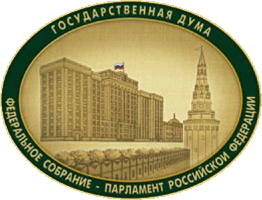 ГОСУДАРСТВЕННАЯ ДУМА
ФЕДЕРАЛЬНОЕ СОБРАНИЕ - ПАРЛАМЕНТ РОССИЙСКОЙ ФЕДЕРАЦИИ